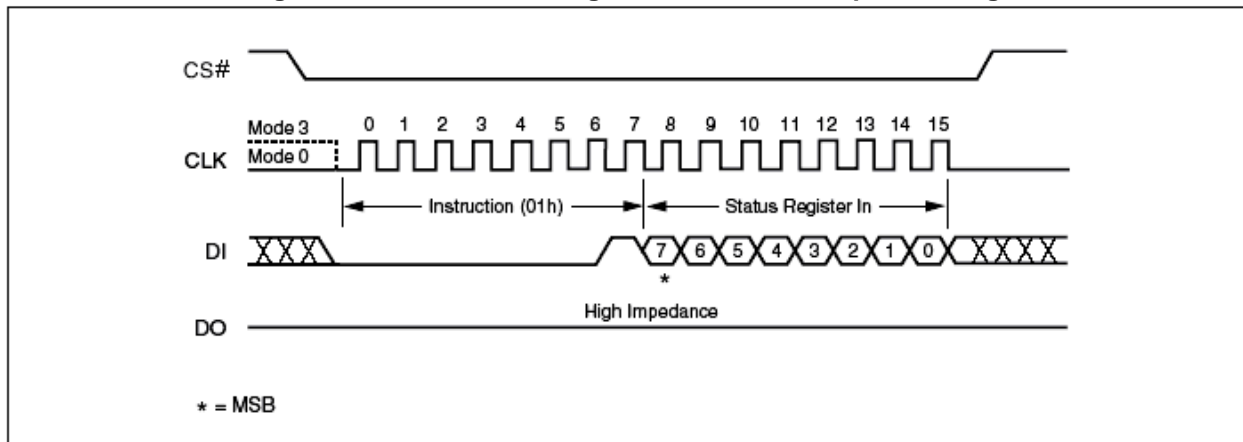 CS#
Mode 3
0 1 2 3 4 5 6 7 8 9 10 11 12 13 14 15
CLK
Mode 0
Instruction (01h)
Status Register In
DI
7 6 5 4 3 2 1 0
*
High Impedance
DO
* = MSB